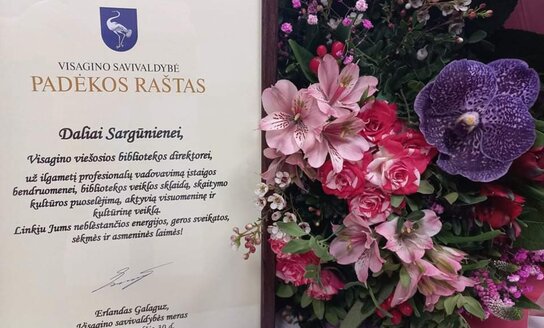 VISAGINO SAVIVALDYBĖ
PADĖKOS RAŠTAS
Daliai Sargūnienei,
Visagino viešosios bibliotekos direktorei,
už ilgametį profesionalų vadovavimą įstaigos
bendruomenei, bibliotekos veiklos sklaidą, skaitymo
kultūros puoselėjimą, aktyvią visuomeninę ir
kultūrinę veiklą.
Linkiu Jums neblėstančios energijos, geros sveikatos,
sėkmės ir asmeninės laimės!
Erlandas Galaguz,
Visagino savivaldybės meras
30 d.